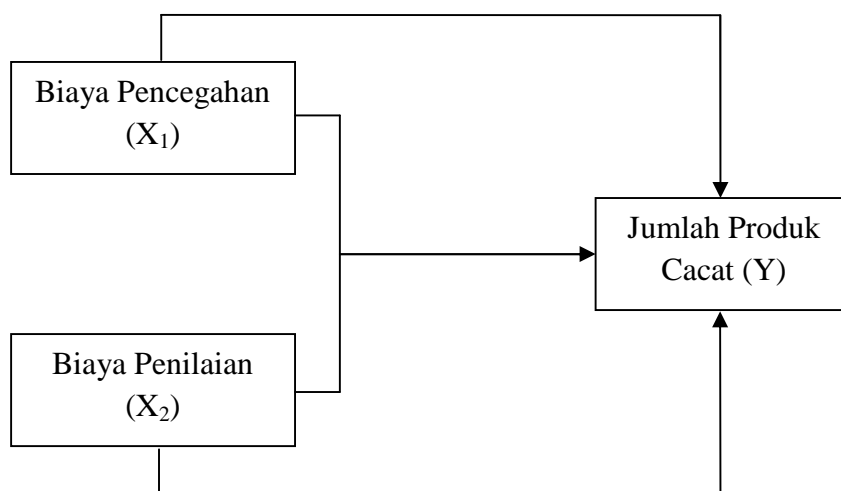 Biaya Pencegahan
(X₁)
Jumlah Produk
Cacat (Y)
Biaya Penilaian
(X₂)